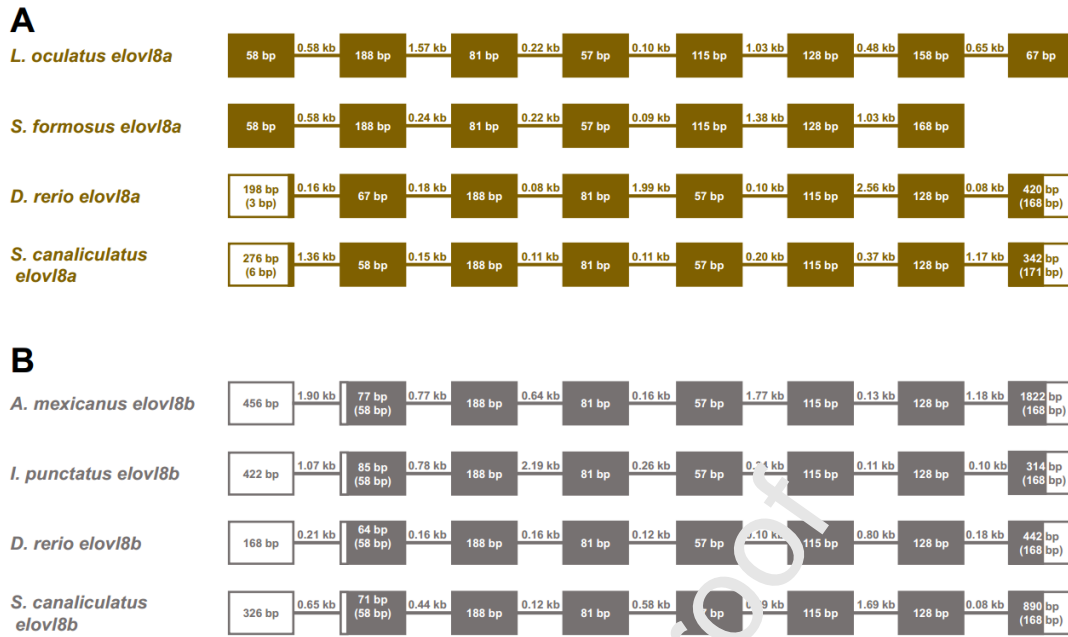 A
L. oculatus elovl8a 58 bp 0.58 kb 188 bp 1.57 kb 81 bp 0.22 kb 57 bp 0.10 kb 115 bp 1.03 kb 128 bp 0.48 kb 158 bp 0.65 kb 67 bp
S. formosus elovl8a 58 bp 0.58 kb 188 bp 0.24 kb 81 bp 0.22 kb 57 bp 0.09 kb 115 bp 1.38 kb 128 bp 1.03 kb 168 bp
D. rerio elovl8a 198 bp 0.16 kb 67 bp 0.18 kb 188 bp 0.08 kb 81 bp 1.99 kb 57 bp 0.10 kb 115 bp 2.56 kb 128 bp 0.08 kb 420 bp
(3 bp) (168 bp)
S. canaliculatus 276 bp 1.36 kb 58 bp 0.15 kb 188 bp 0.11 kb 81 bp 0.11 kb 57 bp 0.20 kb 115 bp 0.37 kb 128 bp 1.17 kb 342 bp
elovl8a (6 bp) (171 bp)
B
A. mexicanus elovl8b 456 bp 1.90 kb 77 bp 0.77 kb 188 bp 0.64 kb 81 bp 0.16 kb 57 bp 1.77 kb 115 bp 0.13 kb 128 bp 1.18 kb 1822 bp
(58 bp) (168 bp)
I. punctatus elovl8b 422 bp 1.07 kb 85 bp 0.78 kb 188 bp 2.19 kb 81 bp 0.26 kb 57 bp kb 115 bp 0.11 kb 128 bp 0.10 kb 314 bp
(58 bp) (168 bp)
D. rerio elovl8b 168 bp 0.21 kb 64 bp 0.16 kb 188 bp 0.16 kb 81 bp 0.12 kb 57 bp 0.10 kb 115 bp 0.80 kb 128 bp 0.18 kb 442 bp
(58 bp) (168 bp)
S. canaliculatus 326 bp 0.65 kb 71 bp 0.44 kb 188 bp 0.12 kb 81 bp 0.58 kb bp kb 115 bp 1.69 kb 128 bp 0.08 kb 890 bp
elovl8b (58 bp) (168 bp)